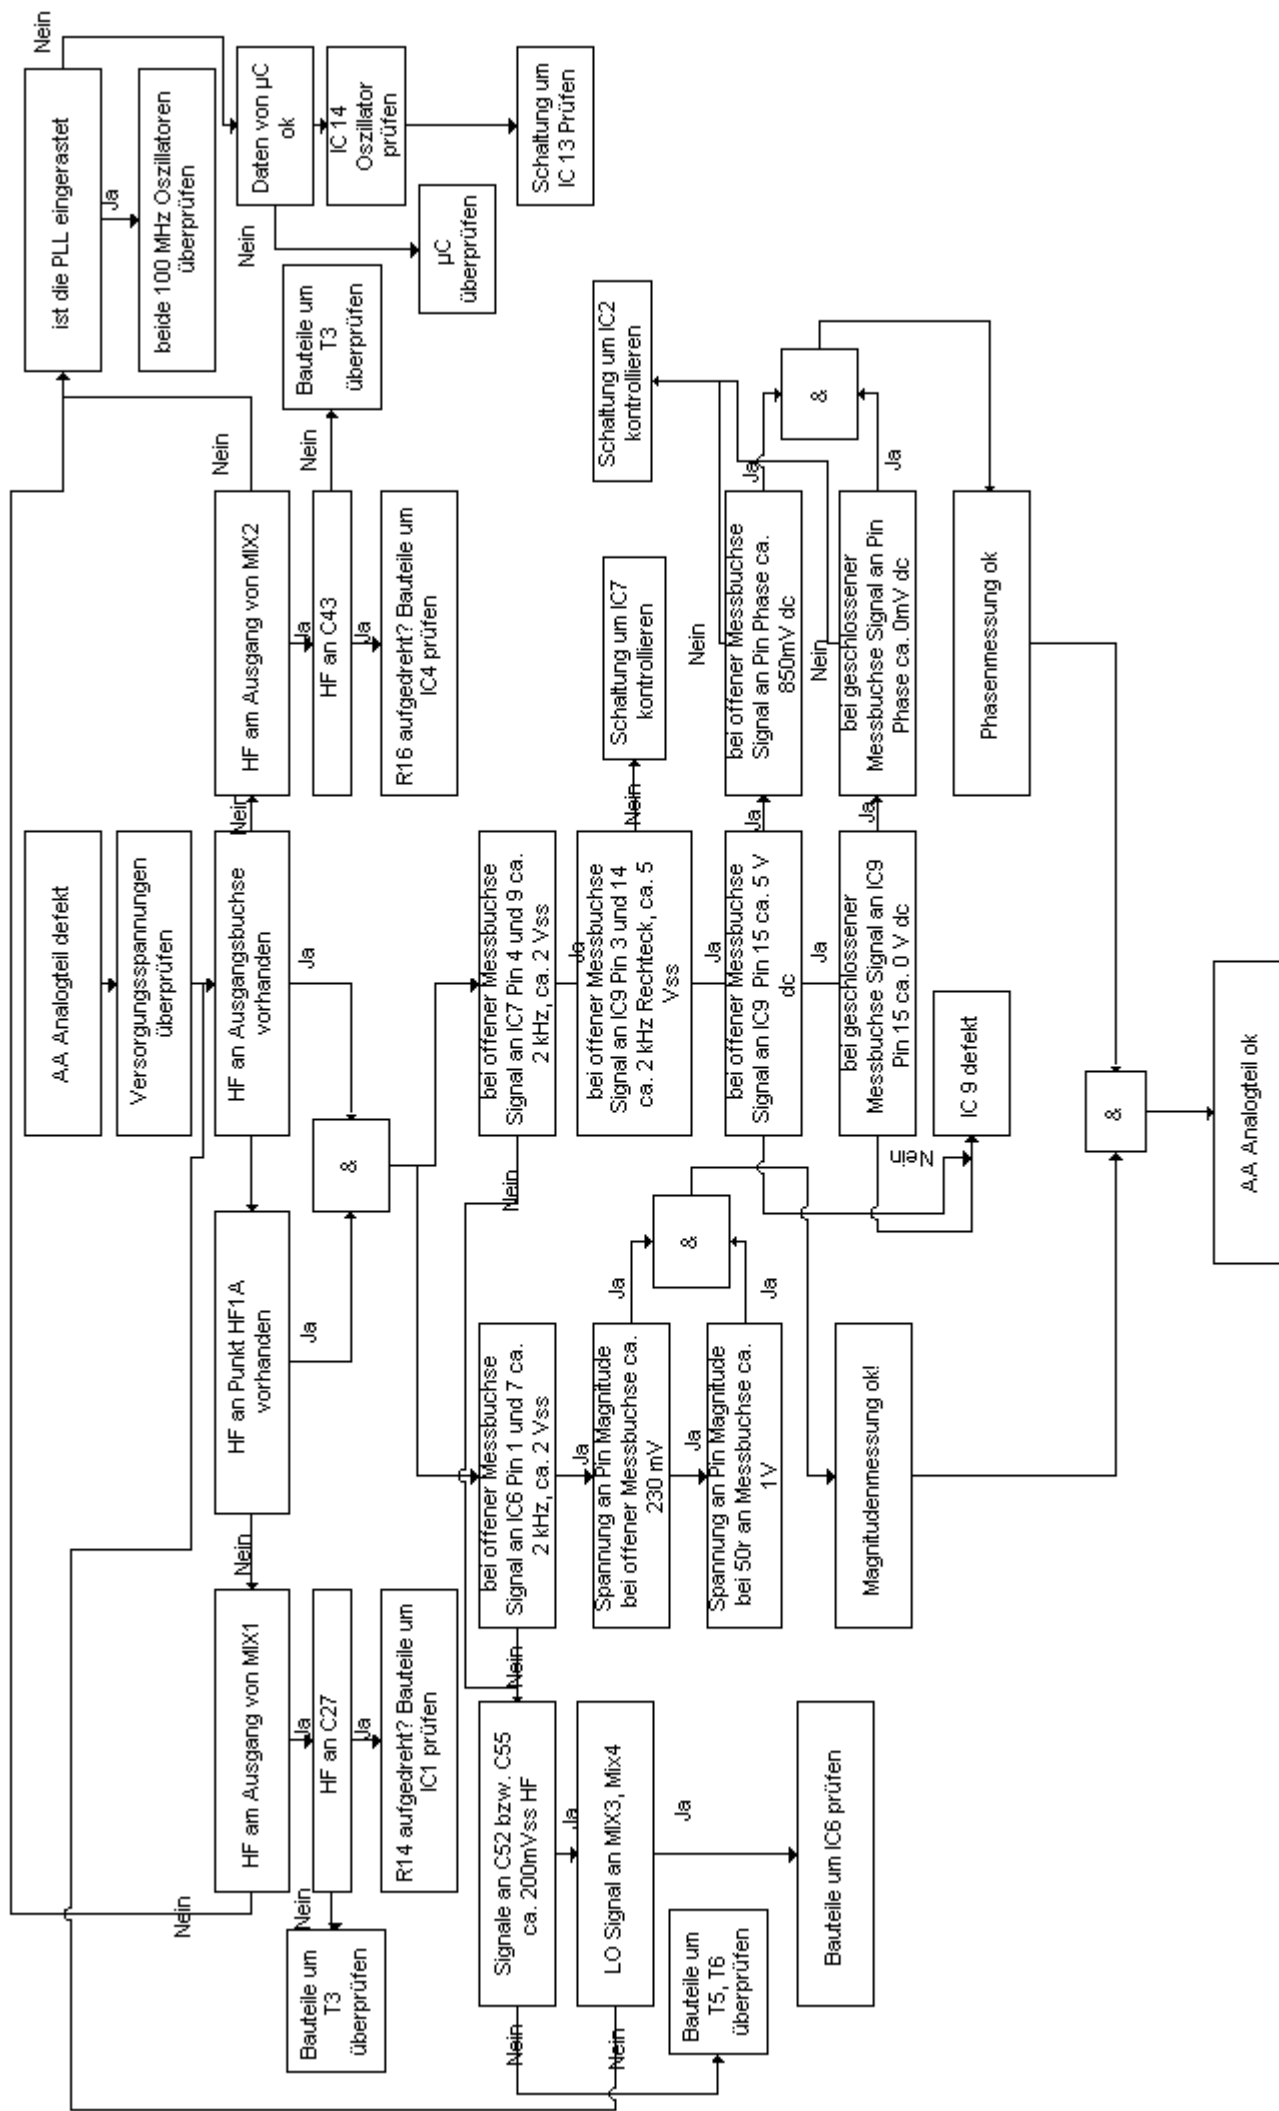 AA Analogteil defekt
Versorgungsspannungen
überprüfen
HF an Ausgangsbuchse
vorhanden
Nein
Ja
HF an Punkt HF1A
vorhanden
Ja
Nein
&
HF am Ausgang von MIX1
Nein
Ja
HF an C27
Nein
Ja
Bauteile um
T3
überprüfen
R14 aufgedreht? Bauteile um
IC1 prüfen
HF am Ausgang von MIX2
Nein
Ja
HF an C43
Nein
Ja
Bauteile um
T3
überprüfen
R16 aufgedreht? Bauteile um
IC4 prüfen
ist die PLL eingerastet
Nein
Ja
beide 100 MHz Oszillatoren
überprüfen
Daten von µC
ok
Nein
IC 14
Oszillator
prüfen
µC
überprüfen
Schaltung um
IC 13 Prüfen
Signale an C52 bzw. C55
ca. 200mVss HF
Nein
Ja
LO Signal an MIX3, Mix4
Nein
Ja
Bauteile um
T5, T6
überprüfen
Bauteile um IC6 prüfen
bei offener Messbuchse
Signal an IC6 Pin 1 und 7 ca.
2 kHz, ca. 2 Vss
Nein
Ja
Spannung an Pin Magnitude
bei offener Messbuchse ca.
230 mV
Ja
Ja
Spannung an Pin Magnitude
bei 50r an Messbuchse ca.
1V
Ja
&
Magnitudenmessung ok!
bei offener Messbuchse
Signal an IC7 Pin 4 und 9 ca.
2 kHz, ca. 2 Vss
Nein
Ja
bei offener Messbuchse
Signal an IC9 Pin 3 und 14
ca. 2 kHz Rechteck, ca. 5
Vss
Nein
Ja
Schaltung um IC7
kontrollieren
bei offener Messbuchse
Signal an IC9 Pin 15 ca. 5 V
dc
Ja
Ja
bei geschlossener
Messbuchse Signal an IC9
Pin 15 ca. 0 V dc
Nein
Ja
IC 9 defekt
bei offener Messbuchse
Signal an Pin Phase ca.
850mV dc
Nein
Ja
bei geschlossener
Messbuchse Signal an Pin
Phase ca. 0mV dc
Nein
Ja
Schaltung um IC2
kontrollieren
&
Phasenmessung ok
&
AA Analogteil ok